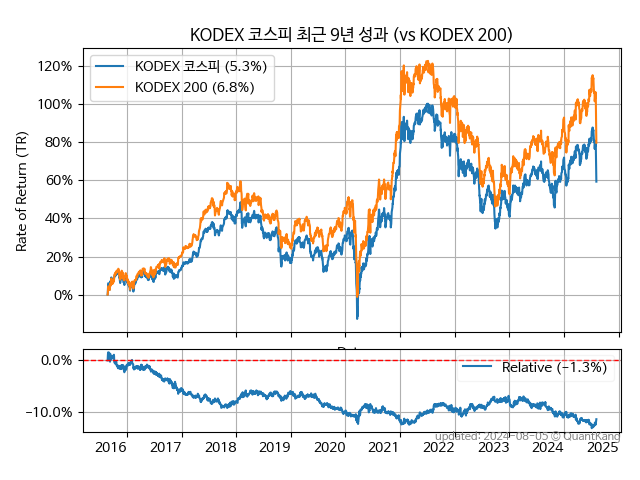 KODEX 코스피 최근 9년 성과 (vs KODEX 200)
KODEX 코스피 (5.3%)
KODEX 200 (6.8%)
Rate of Return (TR)
120%
100%
80%
60%
40%
20%
0%
0.0%
−10.0%
Relative (−1.3%)
updated: 2024-08-05 © QuantKang
2016 2017 2018 2019 2020 2021 2022 2023 2024 2025